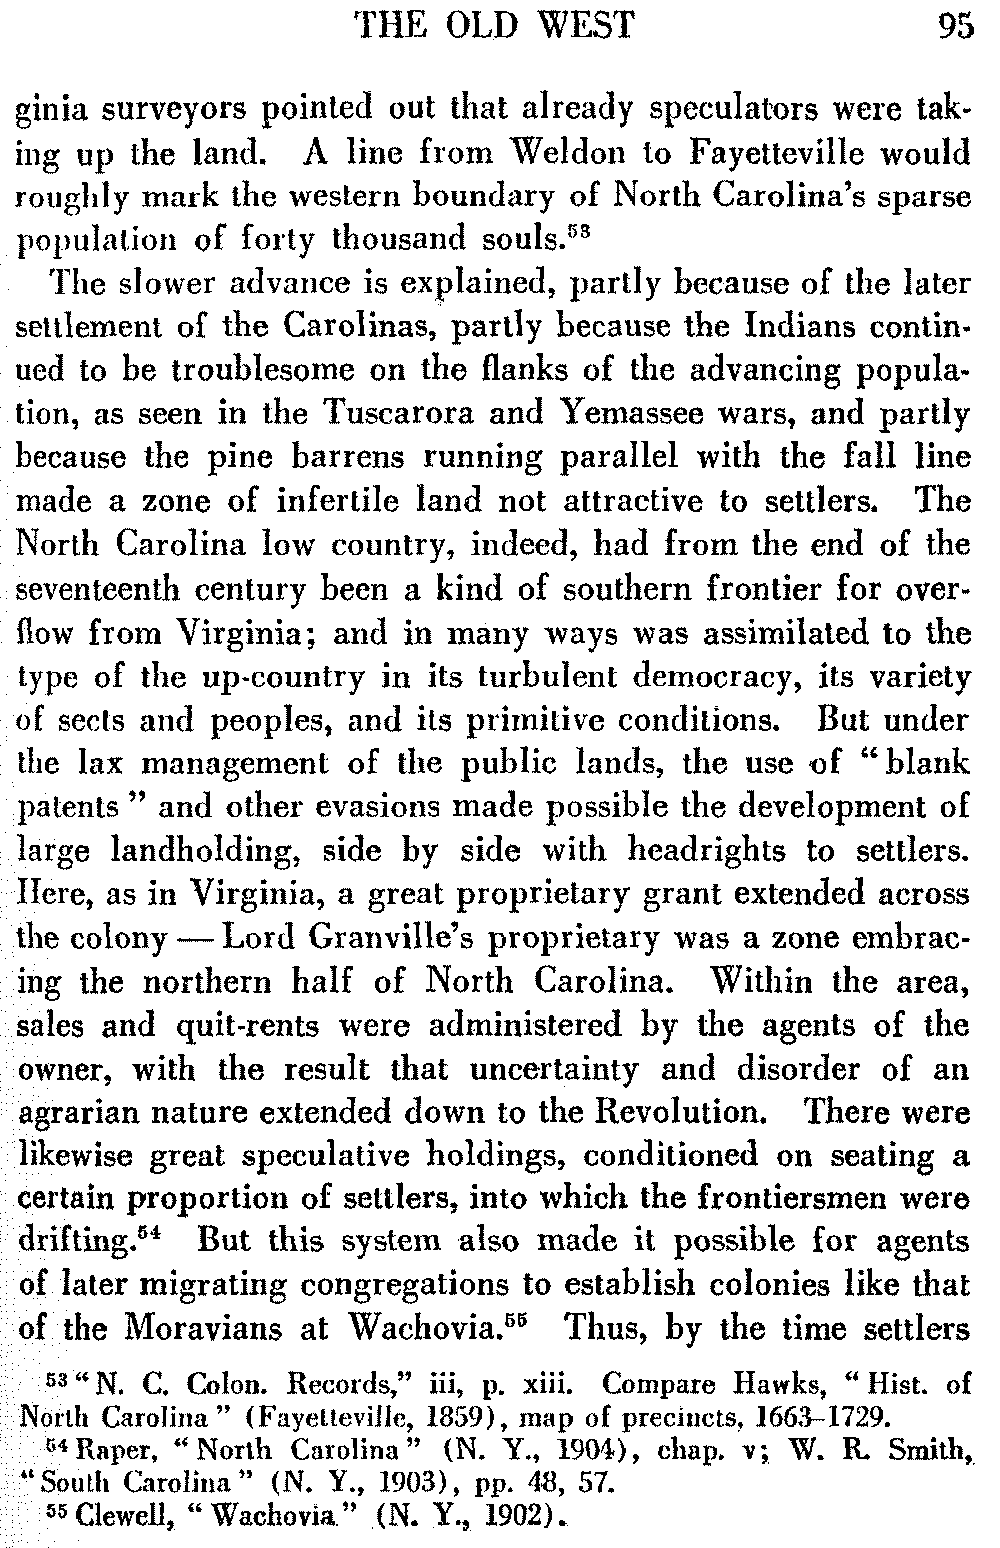 THE OLD WEST 95
ginia surveyors pointed out that already speculators were tak-
ing up the land. A line from Weldon to Fayetteville would
roughly mark the western boundary of North Carolina's sparse
population of forty thousand souls.⁵³
The slower advance is explained, partly because of the later
settlement of the Carolinas, partly because the Indians contin-
ued to be troublesome on the flanks of the advancing popula-
tion, as seen in the Tuscarora and Yemassee wars, and partly
because the pine barrens running parallel with the fall line
made a zone of infertile land not attractive to settlers. The
North Carolina low country, indeed, had from the end of the
seventeenth century been a kind of southern frontier for over-
flow from Virginia; and in many ways was assimilated to the
type of the up-country in its turbulent democracy, its variety
of sects and peoples, and its primitive conditions. But under
the lax management of the public lands, the use of "blank
patents" and other evasions made possible the development of
large landholding, side by side with headrights to settlers.
Here, as in Virginia, a great proprietary grant extended across
the colony — Lord Granville's proprietary was a zone embrac-
ing the northern half of North Carolina. Within the area,
sales and quit-rents were administered by the agents of the
owner, with the result that uncertainty and disorder of an
agrarian nature extended down to the Revolution. There were
likewise great speculative holdings, conditioned on seating a
certain proportion of settlers, into which the frontiersmen were
drifting.⁵⁴ But this system also made it possible for agents
of later migrating congregations to establish colonies like that
of the Moravians at Wachovia.⁵⁵ Thus, by the time settlers
⁵³ "N. C. Colon. Records," iii, p. xiii. Compare Hawks, "Hist. of
North Carolina" (Fayetteville, 1859), map of precincts, 1663–1729.
⁵⁴ Raper, "North Carolina" (N. Y., 1904), chap. v; W. R. Smith,
"South Carolina" (N. Y., 1903), pp. 48, 57.
⁵⁵ Clewell, "Wachovia" (N. Y., 1902).